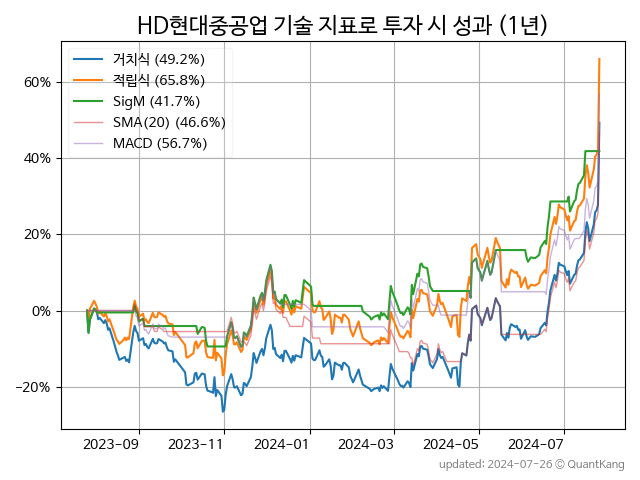 HD현대중공업 기술 지표로 투자 시 성과 (1년)
거치식 (49.2%)
적립식 (65.8%)
SigM (41.7%)
SMA(20) (46.6%)
MACD (56.7%)
60%
40%
20%
0%
−20%
2023−09 2023−11 2024−01 2024−03 2024−05 2024−07
updated: 2024-07-26 © QuantKang